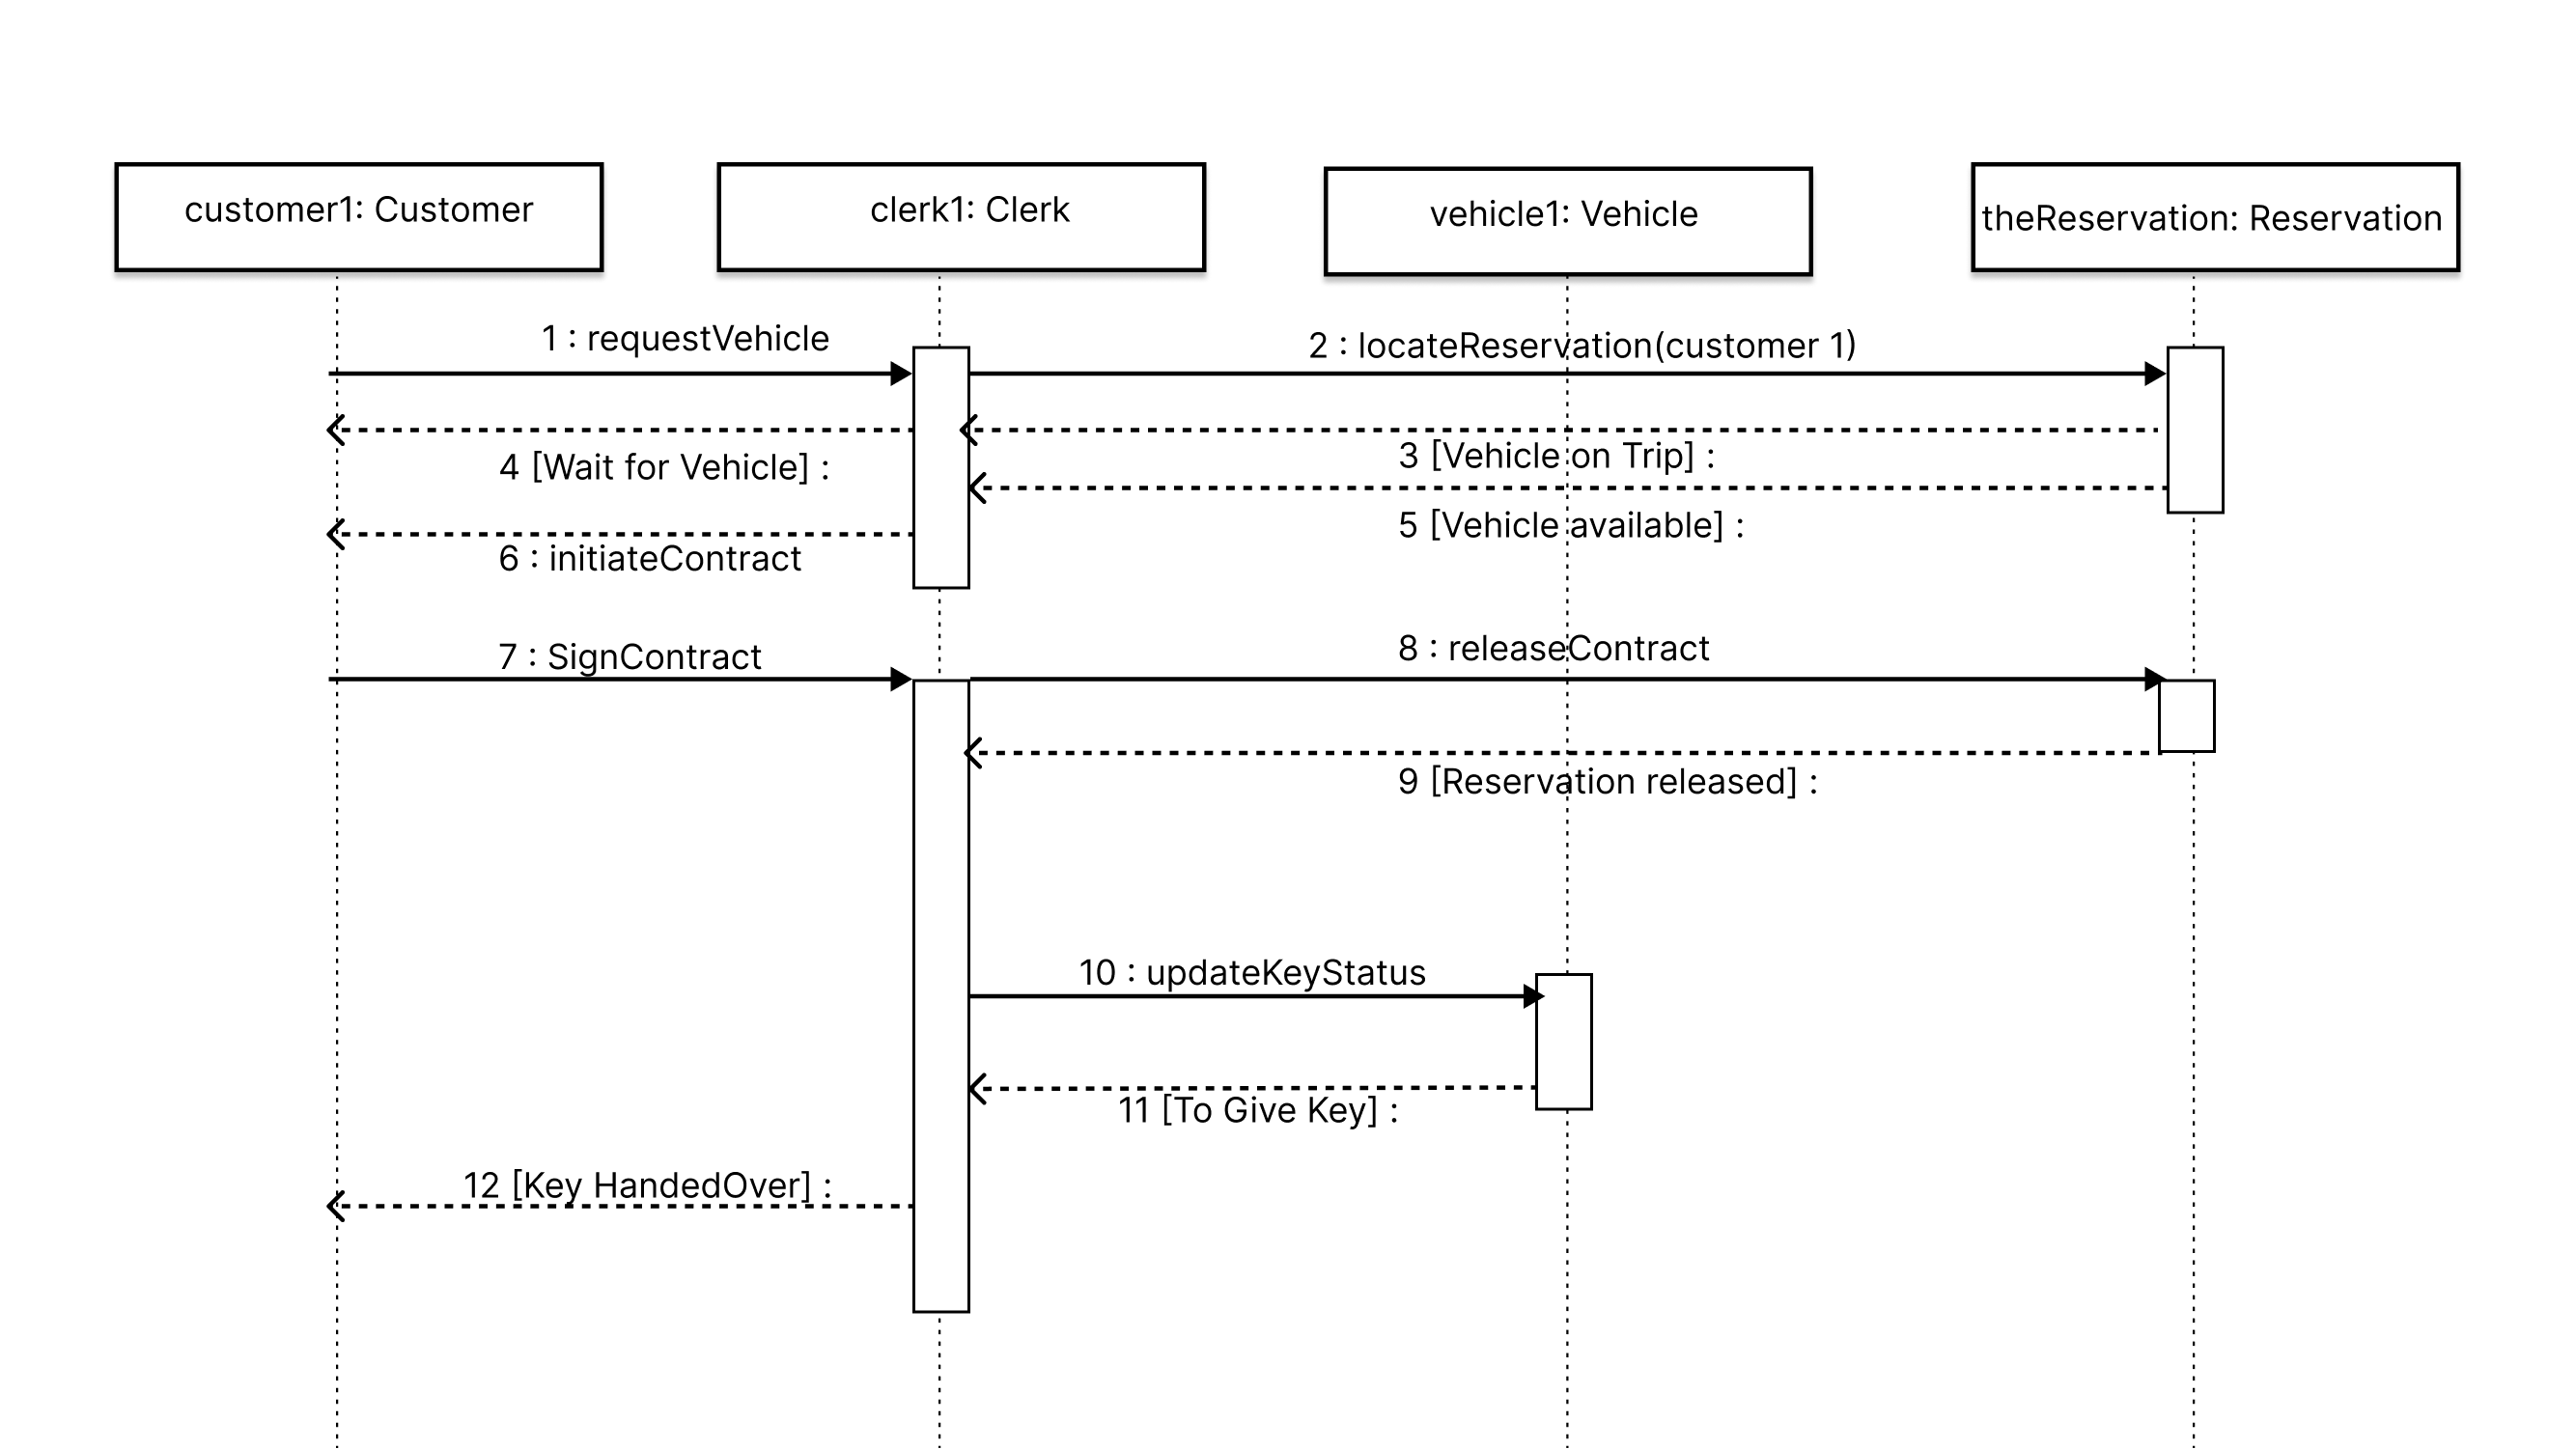 customer1: Customer
clerk1: Clerk
vehicle1: Vehicle
theReservation: Reservation
1 : requestVehicle
2 : locateReservation(customer 1)
3 [Vehicle on Trip] :
4 [Wait for Vehicle] :
5 [Vehicle available] :
6 : initiateContract
7 : SignContract
8 : releaseContract
9 [Reservation released] :
10 : updateKeyStatus
11 [To Give Key] :
12 [Key HandedOver] :